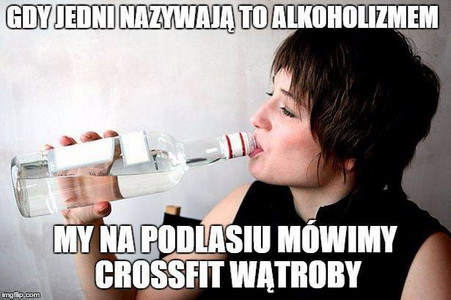 GDY JEDNI NAZYWAJĄ TO ALKOHOLIZMEM
MY NA PODLASIU MÓWIMY
CROSSFIT WĄTROBY
imgflip.com